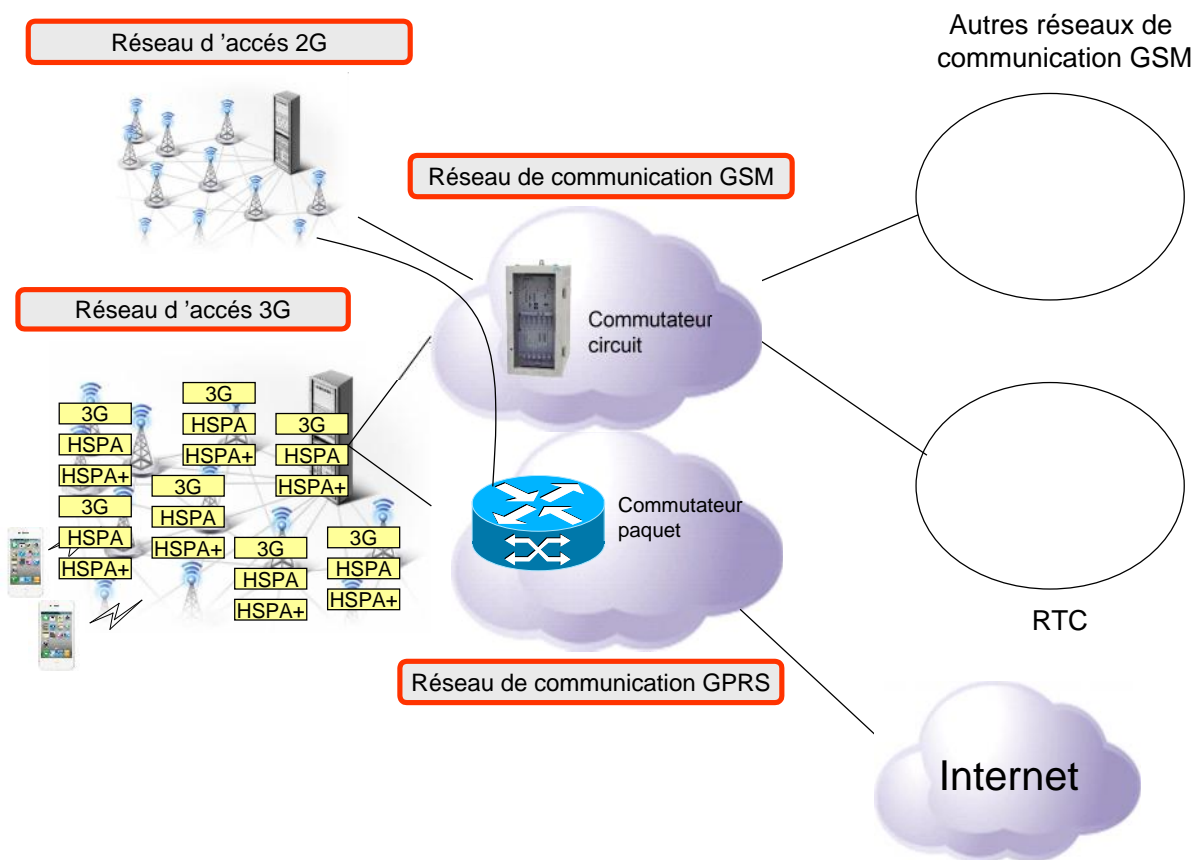 Réseau d 'accés 2G
Autres réseaux de
communication GSM
Réseau de communication GSM
Commutateur
circuit
Réseau d 'accés 3G
3G
HSPA
HSPA+
3G
HSPA
HSPA+
3G
HSPA
HSPA+
3G
HSPA
HSPA+
3G
HSPA
HSPA+
3G
HSPA
HSPA+
3G
HSPA
HSPA+
Commutateur
paquet
RTC
Réseau de communication GPRS
Internet